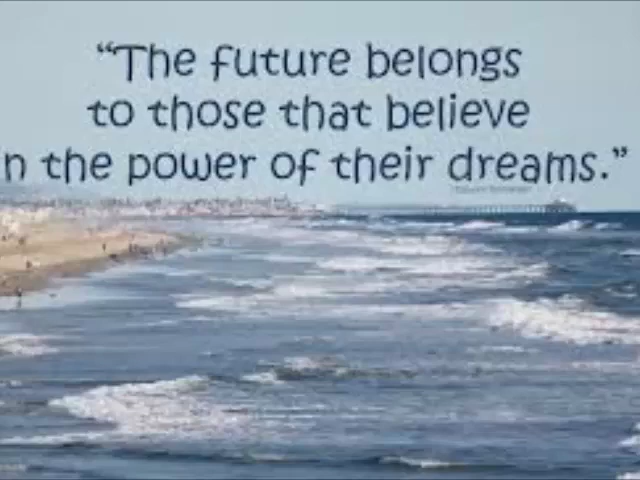 “The future belongs
to those that believe
n the power of their dreams.”